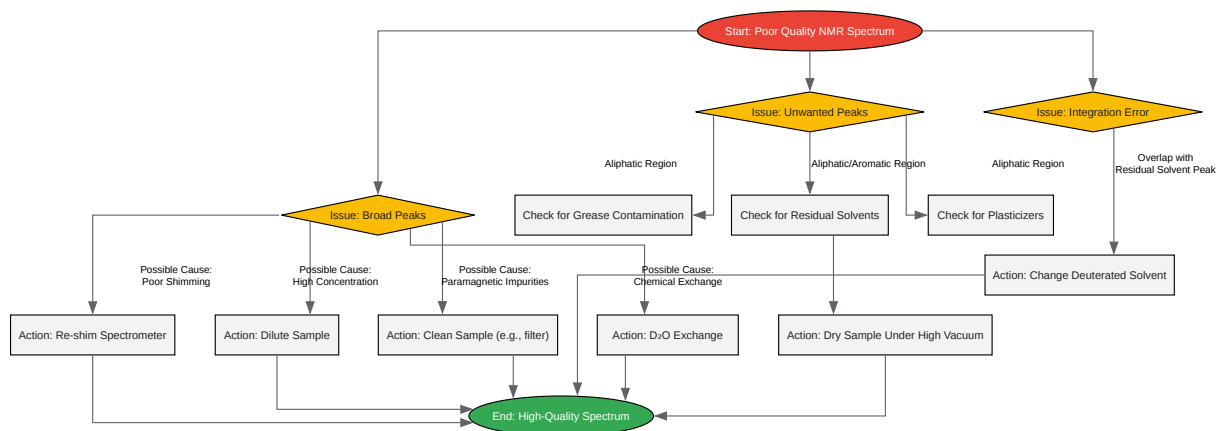 Start: Poor Quality NMR Spectrum
Issue: Unwanted Peaks
Issue: Integration Error
Aliphatic Region
Aliphatic/Aromatic Region
Aliphatic Region
Overlap with
Residual Solvent Peak
Issue: Broad Peaks
Check for Grease Contamination
Check for Residual Solvents
Check for Plasticizers
Possible Cause:
Poor Shimming
Possible Cause:
High Concentration
Possible Cause:
Paramagnetic Impurities
Possible Cause:
Chemical Exchange
Action: Change Deuterated Solvent
Action: Re-shim Spectrometer
Action: Dilute Sample
Action: Clean Sample (e.g., filter)
Action: D₂O Exchange
Action: Dry Sample Under High Vacuum
End: High-Quality Spectrum